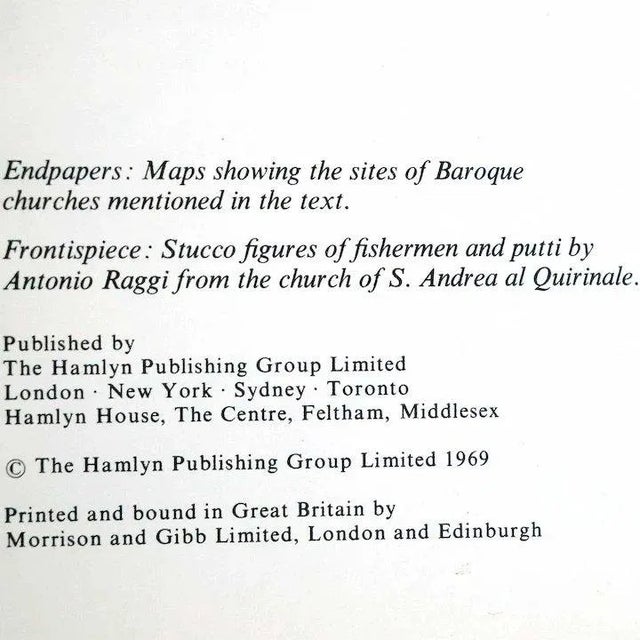 Endpapers: Maps showing the sites of Baroque
churches mentioned in the text.
Frontispiece: Stucco figures of fishermen and putti by
Antonio Raggi from the church of S. Andrea al Quirinale.
Published by
The Hamlyn Publishing Group Limited
London · New York · Sydney · Toronto
Hamlyn House, The Centre, Feltham, Middlesex
© The Hamlyn Publishing Group Limited 1969
Printed and bound in Great Britain by
Morrison and Gibb Limited, London and Edinburgh